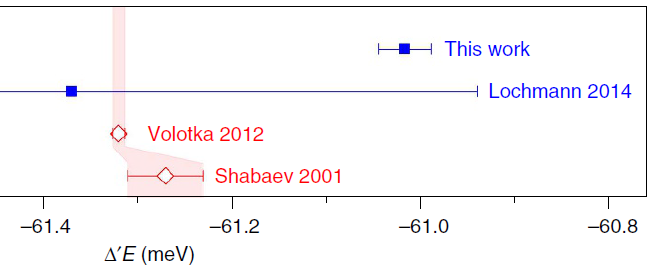 This work
Lochmann 2014
Volotka 2012
Shabaev 2001
–61.4 –61.2 –61.0 –60.8
Δ′E (meV)